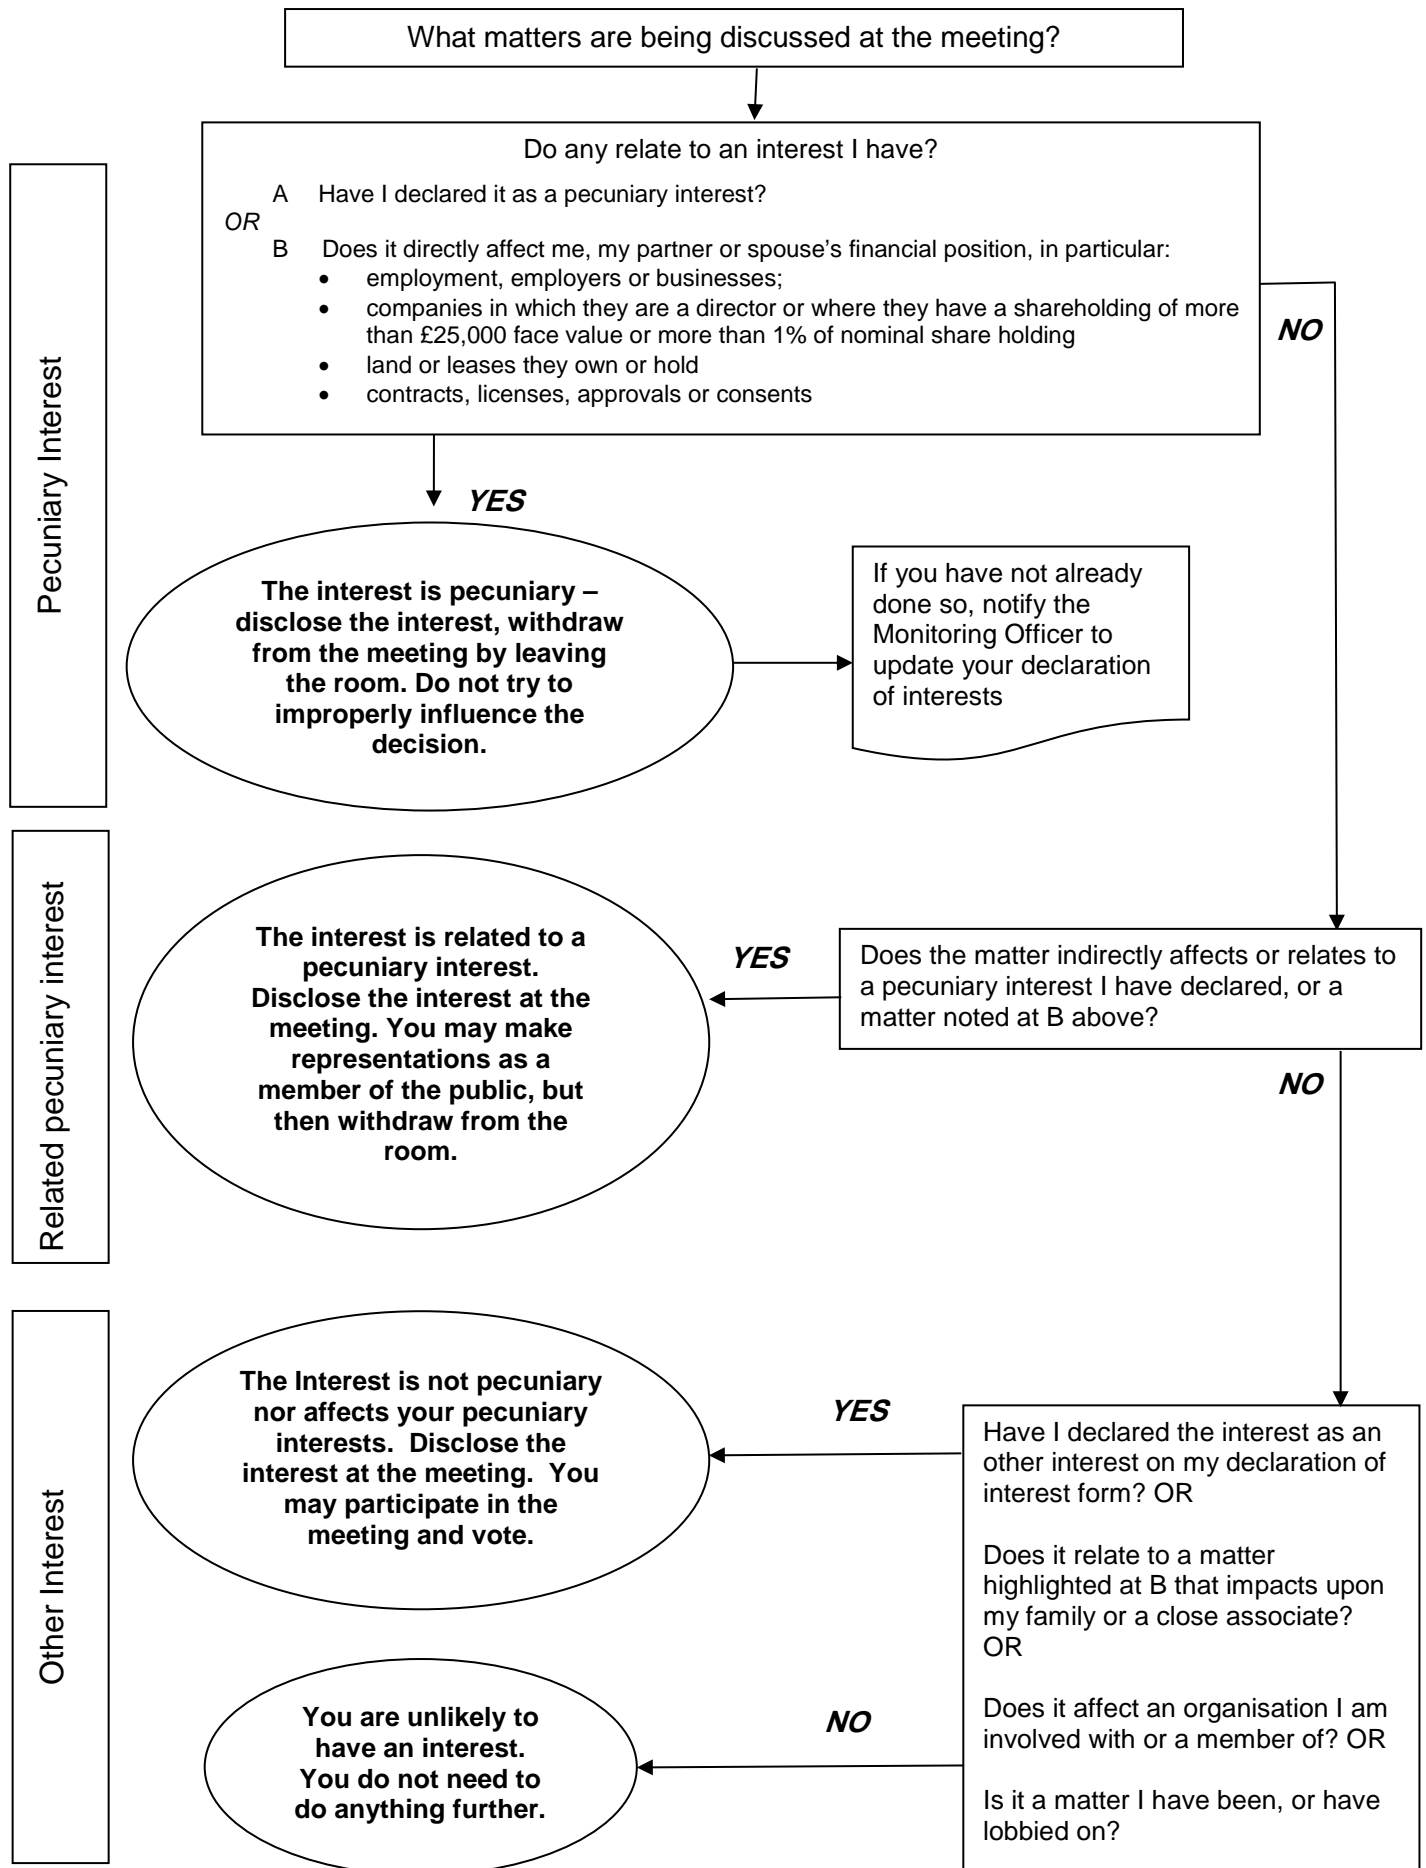 What matters are being discussed at the meeting?
Do any relate to an interest I have?
A Have I declared it as a pecuniary interest?
OR
B Does it directly affect me, my partner or spouse's financial position, in particular:
• employment, employers or businesses;
• companies in which they are a director or where they have a shareholding of more
than £25,000 face value or more than 1% of nominal share holding
• land or leases they own or hold
• contracts, licenses, approvals or consents
NO
Pecuniary Interest
YES
The interest is pecuniary –
disclose the interest, withdraw
from the meeting by leaving
the room. Do not try to
improperly influence the
decision.
If you have not already
done so, notify the
Monitoring Officer to
update your declaration
of interests
Related pecuniary interest
The interest is related to a
pecuniary interest.
Disclose the interest at the
meeting. You may make
representations as a
member of the public, but
then withdraw from the
room.
YES
Does the matter indirectly affects or relates to
a pecuniary interest I have declared, or a
matter noted at B above?
NO
Other Interest
The Interest is not pecuniary
nor affects your pecuniary
interests. Disclose the
interest at the meeting. You
may participate in the
meeting and vote.
YES
Have I declared the interest as an
other interest on my declaration of
interest form? OR
Does it relate to a matter
highlighted at B that impacts upon
my family or a close associate?
OR
Does it affect an organisation I am
involved with or a member of? OR
Is it a matter I have been, or have
lobbied on?
NO
You are unlikely to
have an interest.
You do not need to
do anything further.